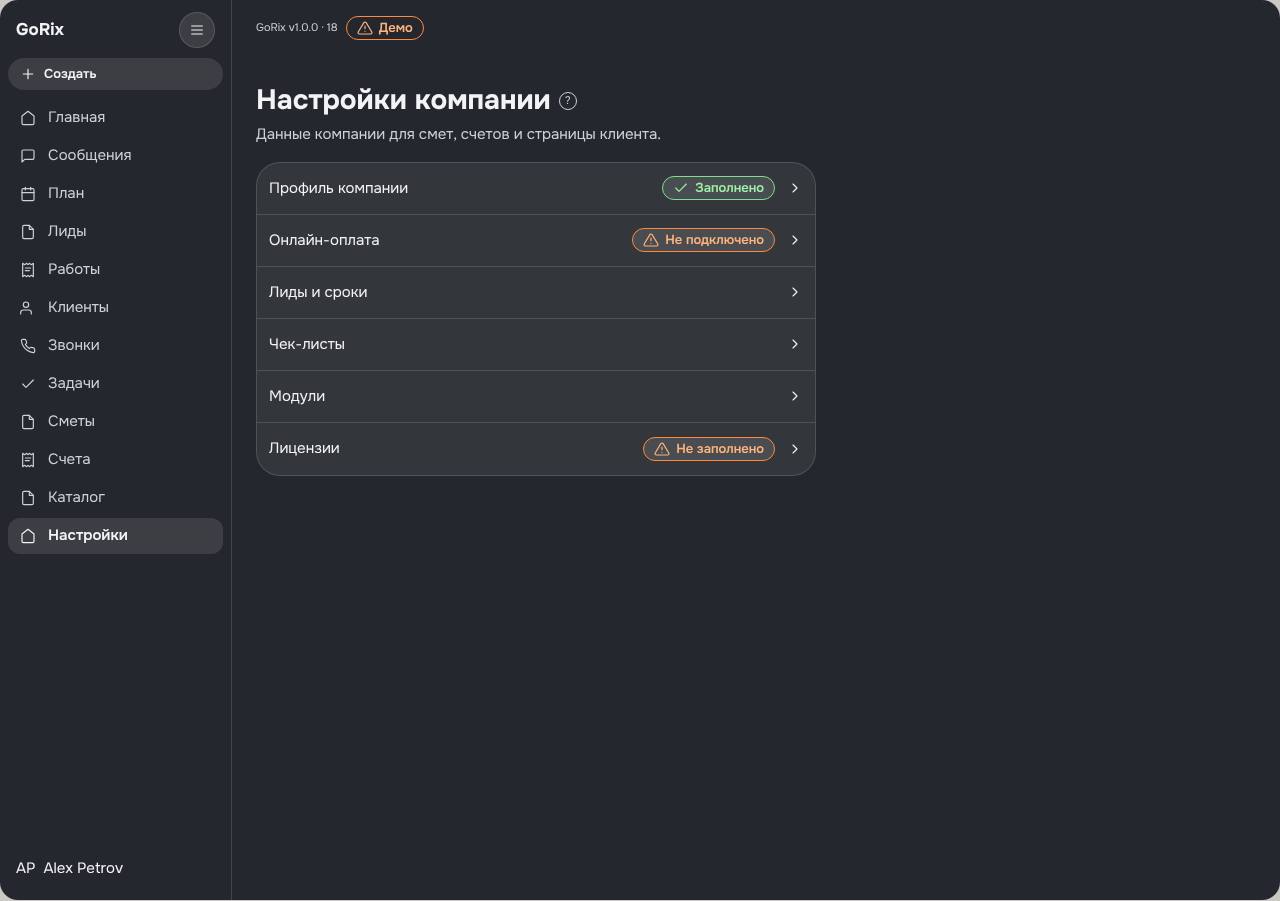 GoRix
Создать
Главная
Сообщения
План
Лиды
Работы
Клиенты
Звонки
Задачи
Сметы
Счета
Каталог
Настройки
AP Alex Petrov
GoRix v1.0.0 · 18 Демо
Настройки компании ?
Данные компании для смет, счетов и страницы клиента.
Профиль компании Заполнено
Онлайн-оплата Не подключено
Лиды и сроки
Чек-листы
Модули
Лицензии Не заполнено